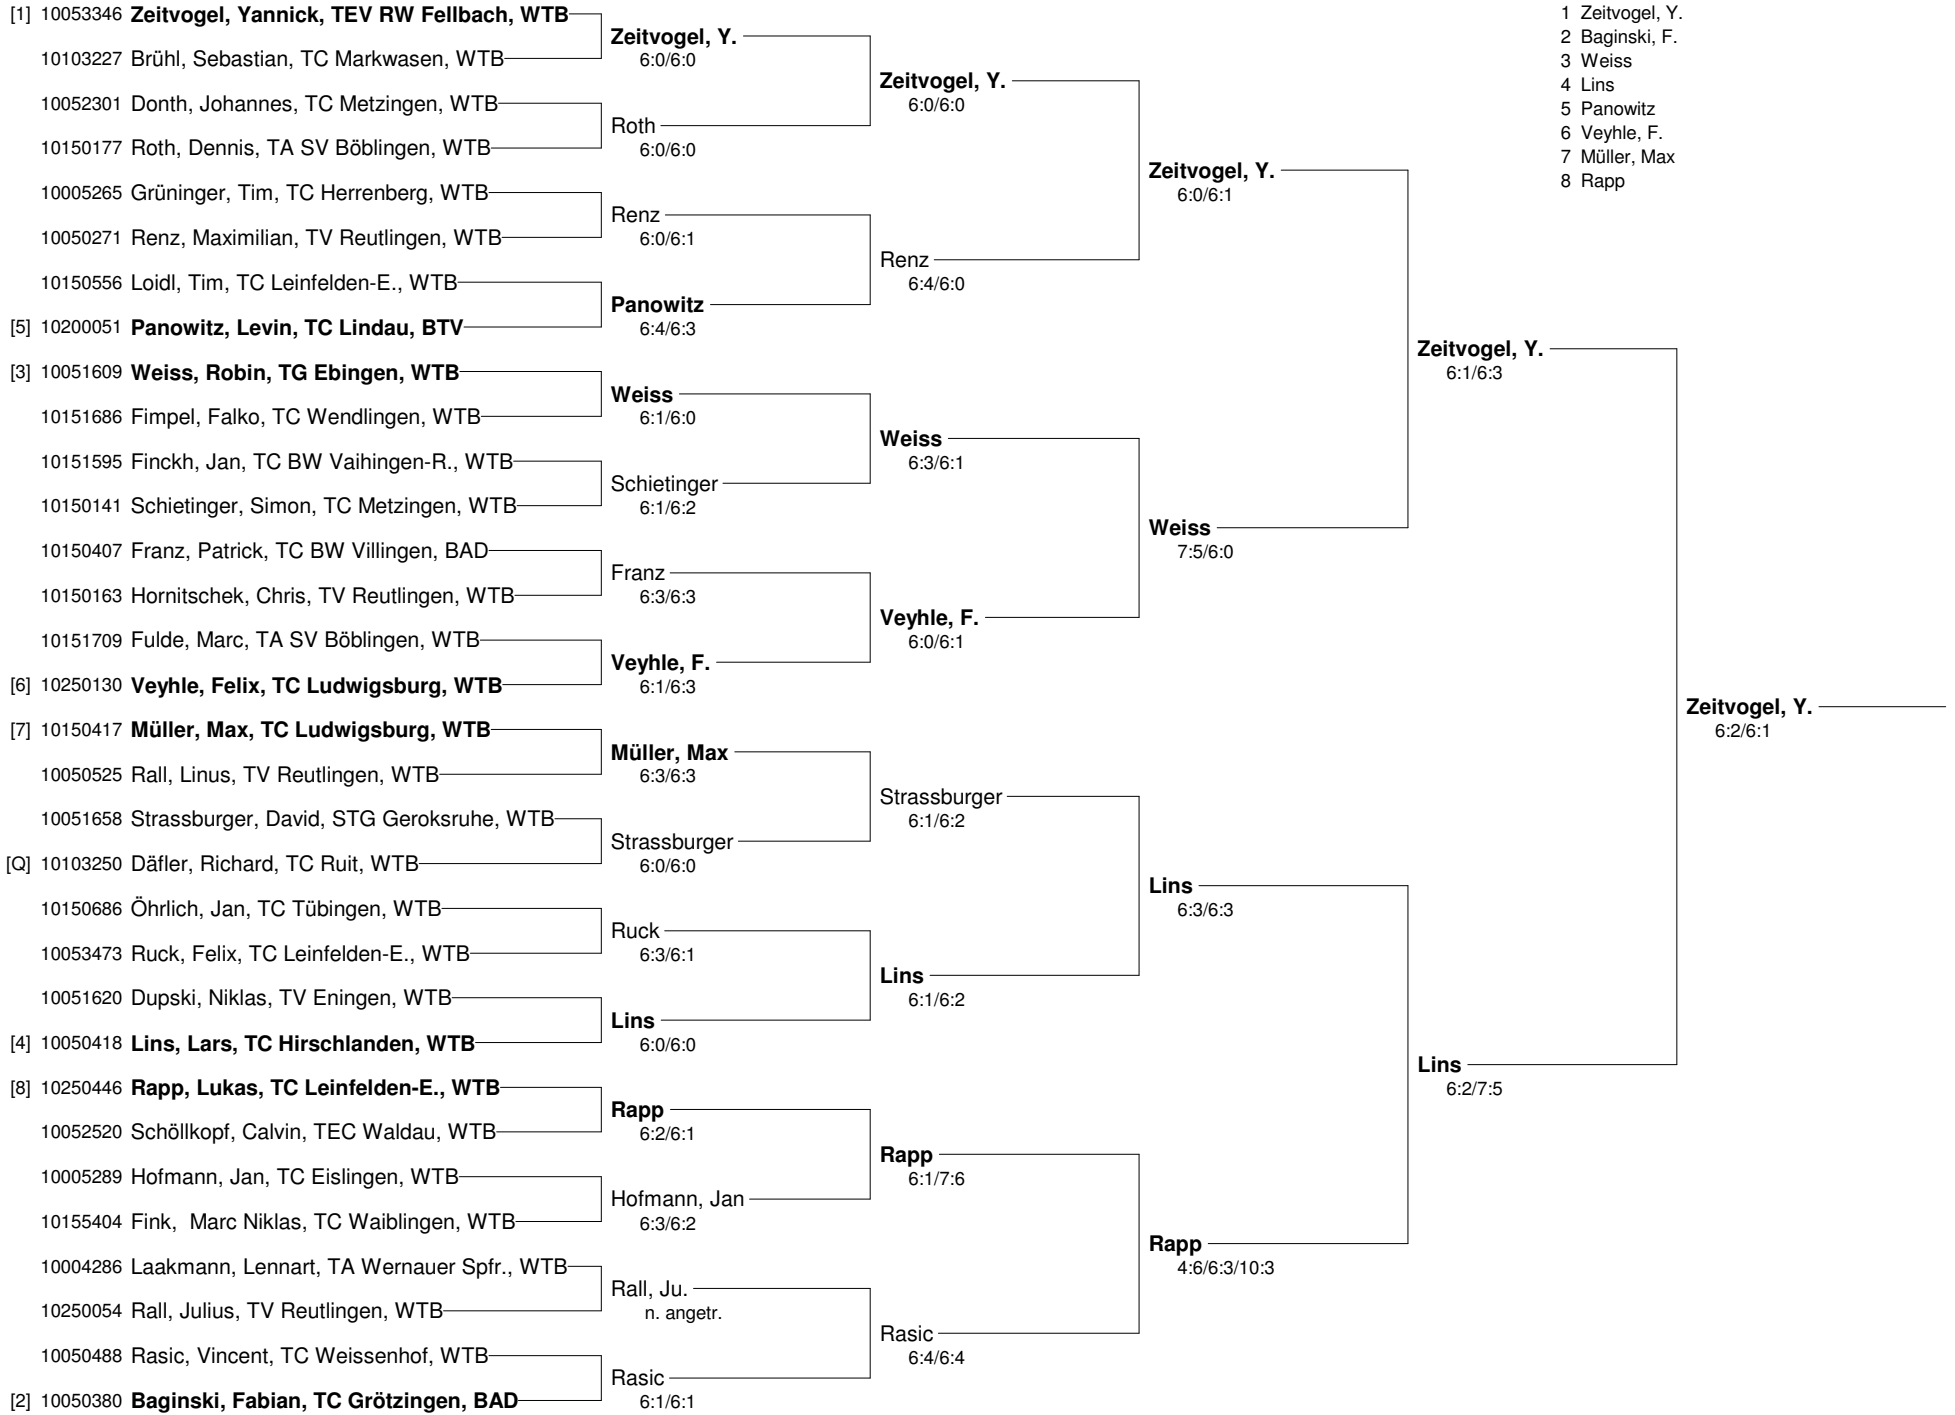 [1] 10053346 Zeitvogel, Yannick, TEV RW Fellbach, WTB
10103227 Brühl, Sebastian, TC Markwasen, WTB
10052301 Donth, Johannes, TC Metzingen, WTB
10150177 Roth, Dennis, TA SV Böblingen, WTB
10005265 Grüninger, Tim, TC Herrenberg, WTB
10050271 Renz, Maximilian, TV Reutlingen, WTB
10150556 Loidl, Tim, TC Leinfelden-E., WTB
[5] 10200051 Panowitz, Levin, TC Lindau, BTV
[3] 10051609 Weiss, Robin, TG Ebingen, WTB
10151686 Fimpel, Falko, TC Wendlingen, WTB
10151595 Finckh, Jan, TC BW Vaihingen-R., WTB
10150141 Schietinger, Simon, TC Metzingen, WTB
10150407 Franz, Patrick, TC BW Villingen, BAD
10150163 Hornitschek, Chris, TV Reutlingen, WTB
10151709 Fulde, Marc, TA SV Böblingen, WTB
[6] 10250130 Veyhle, Felix, TC Ludwigsburg, WTB
[7] 10150417 Müller, Max, TC Ludwigsburg, WTB
10050525 Rall, Linus, TV Reutlingen, WTB
10051658 Strassburger, David, STG Geroksruhe, WTB
[Q] 10103250 Däfler, Richard, TC Ruit, WTB
10150686 Öhrlich, Jan, TC Tübingen, WTB
10053473 Ruck, Felix, TC Leinfelden-E., WTB
10051620 Dupski, Niklas, TV Eningen, WTB
[4] 10050418 Lins, Lars, TC Hirschlanden, WTB
[8] 10250446 Rapp, Lukas, TC Leinfelden-E., WTB
10052520 Schöllkopf, Calvin, TEC Waldau, WTB
10005289 Hofmann, Jan, TC Eislingen, WTB
10155404 Fink, Marc Niklas, TC Waiblingen, WTB
10004286 Laakmann, Lennart, TA Wernauer Spfr., WTB
10250054 Rall, Julius, TV Reutlingen, WTB
10050488 Rasic, Vincent, TC Weissenhof, WTB
[2] 10050380 Baginski, Fabian, TC Grötzingen, BAD
Zeitvogel, Y.
6:0/6:0
Roth
6:0/6:0
Renz
6:0/6:1
Panowitz
6:4/6:3
Weiss
6:1/6:0
Schietinger
6:1/6:2
Franz
6:3/6:3
Veyhle, F.
6:1/6:3
Müller, Max
6:3/6:3
Strassburger
6:0/6:0
Ruck
6:3/6:1
Lins
6:0/6:0
Rapp
6:2/6:1
Hofmann, Jan
6:3/6:2
Rall, Ju.
n. angetr.
Rasic
6:1/6:1
Zeitvogel, Y.
6:0/6:0
Renz
6:4/6:0
Weiss
6:3/6:1
Veyhle, F.
6:0/6:1
Strassburger
6:1/6:2
Lins
6:1/6:2
Rapp
6:1/7:6
Rasic
6:4/6:4
Zeitvogel, Y.
6:0/6:1
Weiss
7:5/6:0
Lins
6:3/6:3
Rapp
4:6/6:3/10:3
Zeitvogel, Y.
6:1/6:3
Lins
6:2/7:5
Zeitvogel, Y.
6:2/6:1
1 Zeitvogel, Y.
2 Baginski, F.
3 Weiss
4 Lins
5 Panowitz
6 Veyhle, F.
7 Müller, Max
8 Rapp